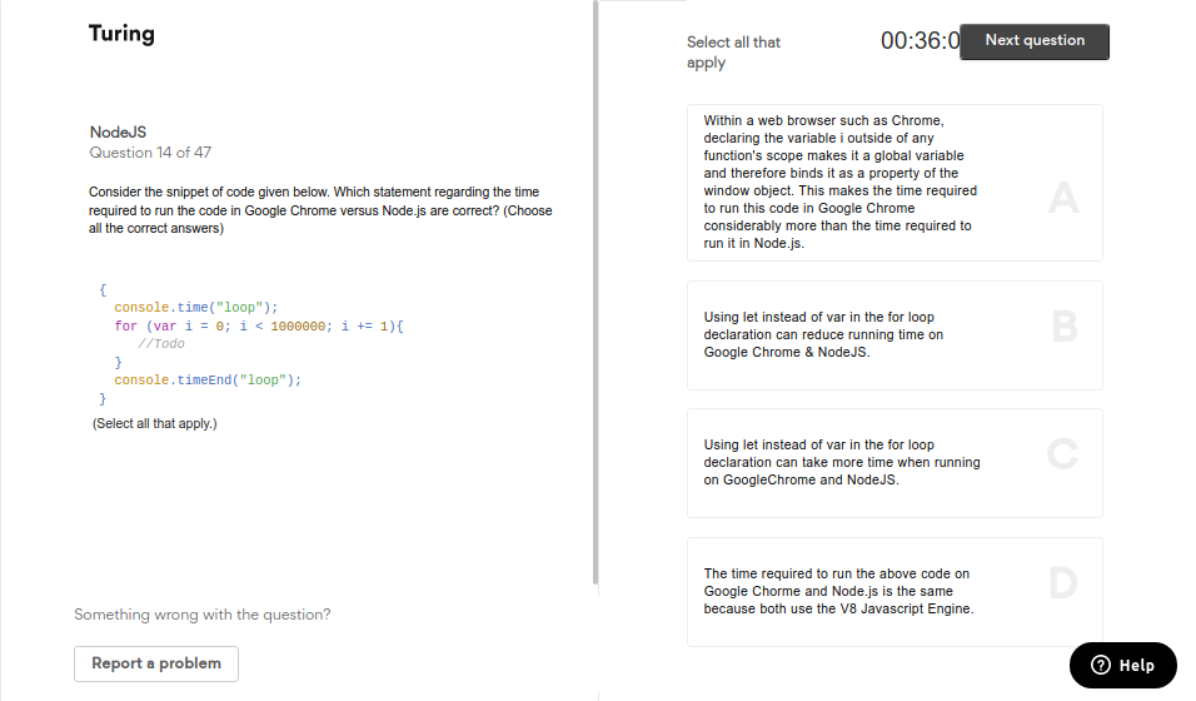 Turing
NodeJS
Question 14 of 47
Consider the snippet of code given below. Which statement regarding the time
required to run the code in Google Chrome versus Node.js are correct? (Choose
all the correct answers)
{
console.time("loop");
for (var i = 0; i < 1000000; i += 1){
//Todo
}
console.timeEnd("loop");
}
(Select all that apply.)
Something wrong with the question?
Report a problem
Select all that
apply
00:36:0
Next question
Within a web browser such as Chrome,
declaring the variable i outside of any
function's scope makes it a global variable
and therefore binds it as a property of the
window object. This makes the time required
to run this code in Google Chrome
considerably more than the time required to
run it in Node.js.
A
Using let instead of var in the for loop
declaration can reduce running time on
Google Chrome & NodeJS.
B
Using let instead of var in the for loop
declaration can take more time when running
on GoogleChrome and NodeJS.
C
The time required to run the above code on
Google Chorme and Node.js is the same
because both use the V8 Javascript Engine.
D
? Help